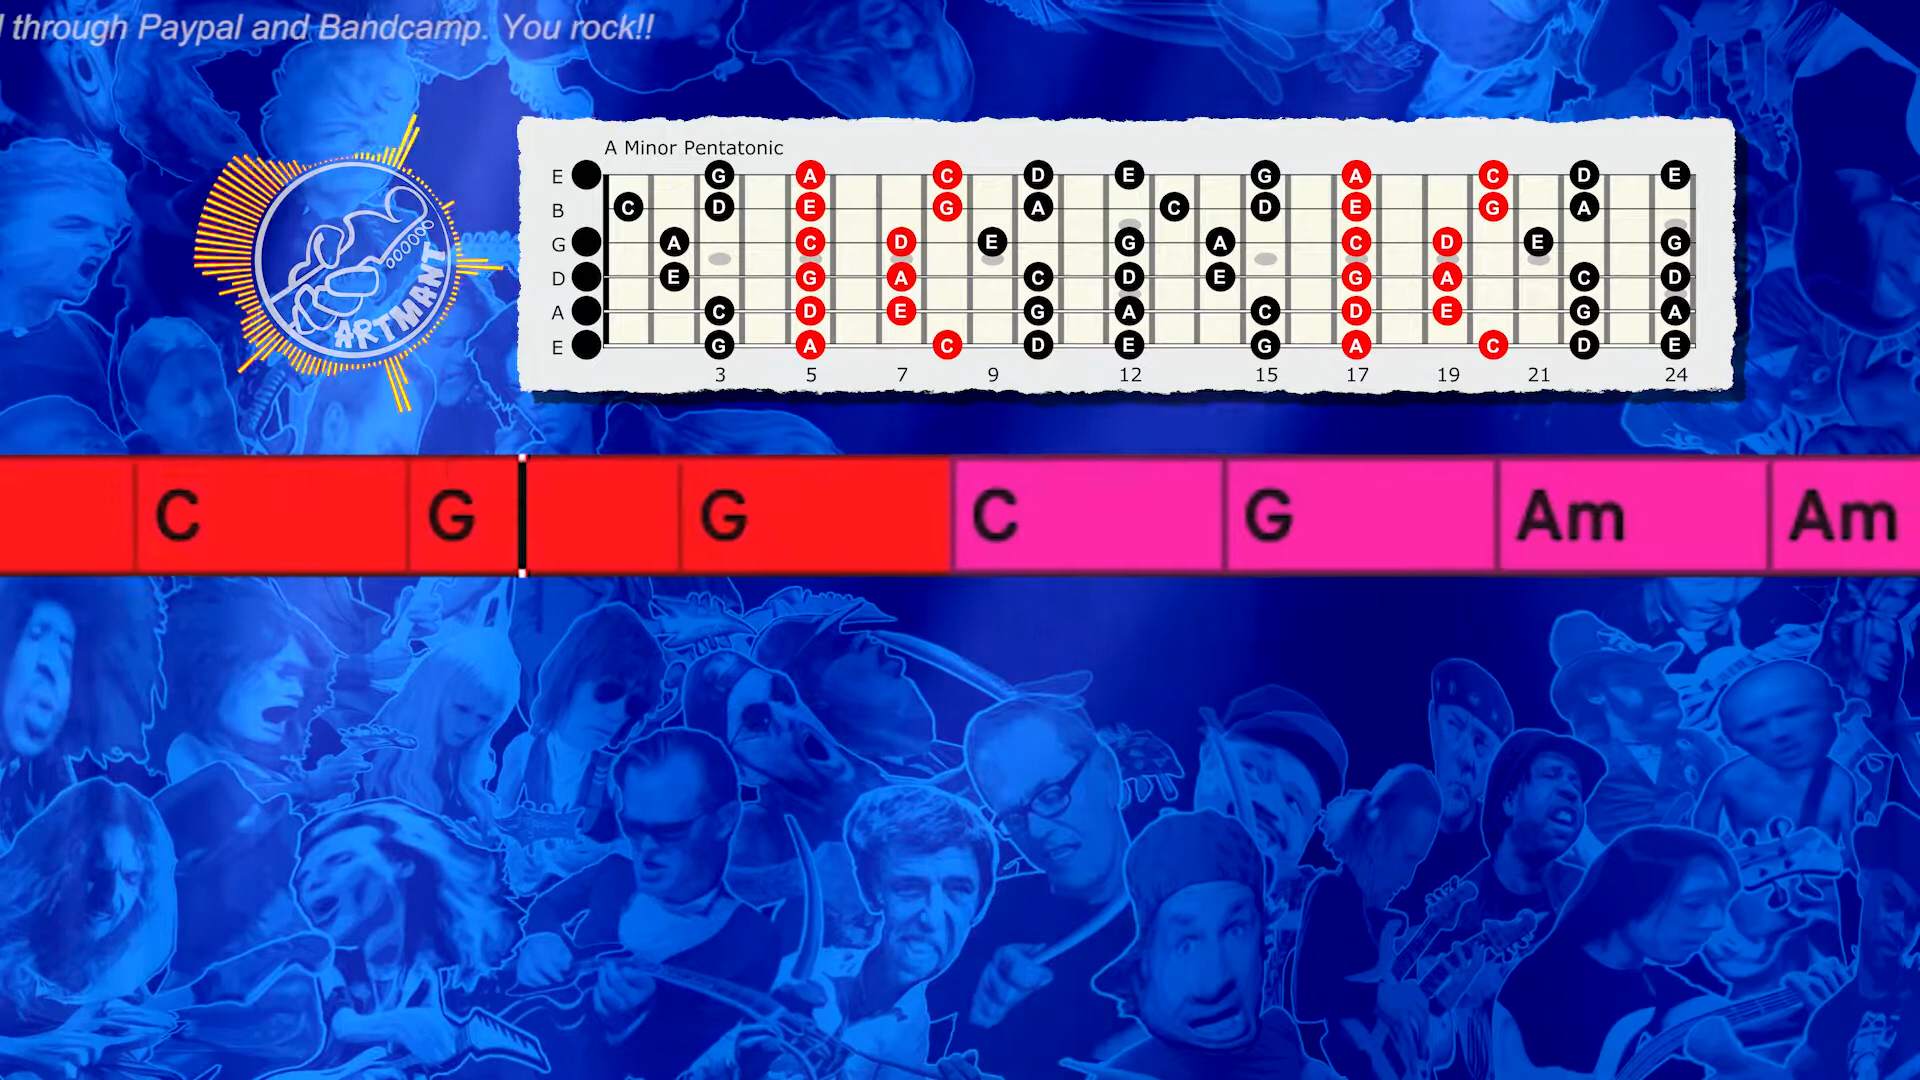 l through Paypal and Bandcamp. You rock!!
ARTMANT
A Minor Pentatonic
E G A C D E G A C D E
B C D E G A C D E G A
G A C D E G A C D E G
D E G A C D E G A C D
A C D E G A C D E G A
E G A C D E G A C D E
3 5 7 9 12 15 17 19 21 24
C G G C G Am Am